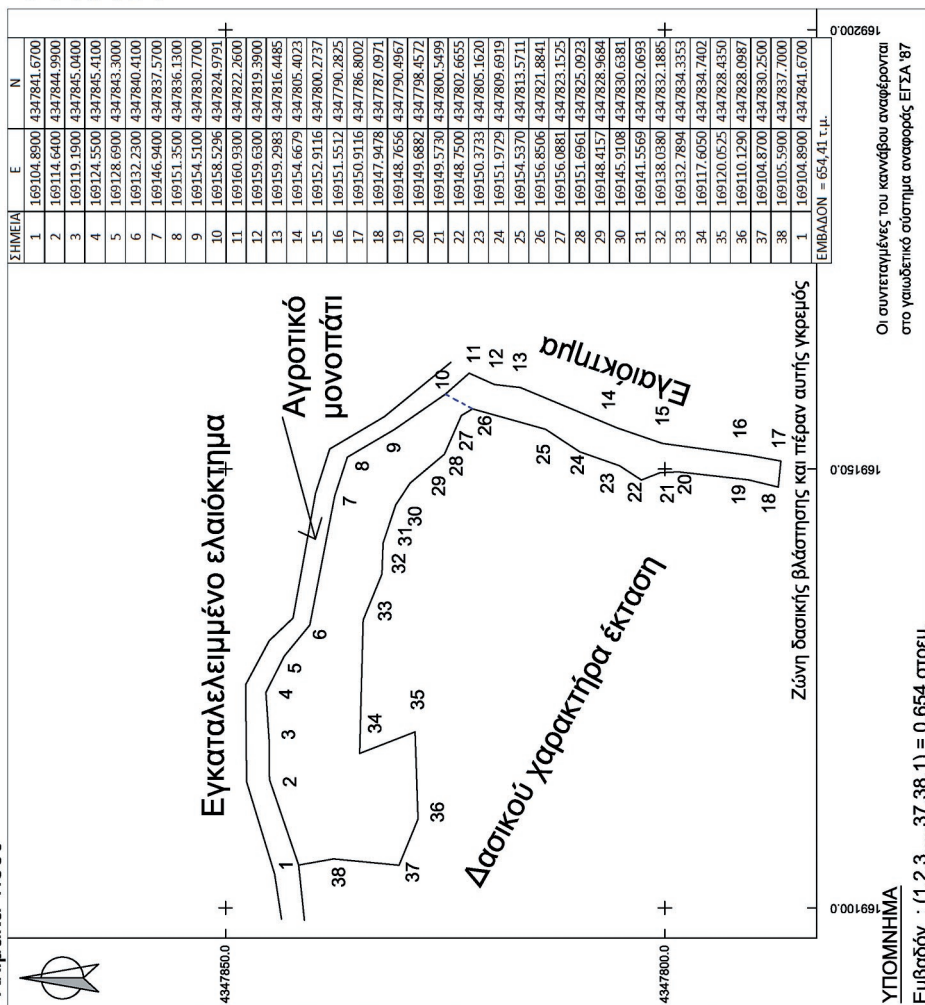 ΣΗΜΕΙΑ E N
1 169104.8900 4347841.6700
2 169114.6400 4347844.9900
3 169119.1900 4347845.0400
4 169124.5500 4347845.4100
5 169128.6900 4347843.3000
6 169132.2300 4347840.4100
7 169146.9400 4347837.5700
8 169151.3500 4347836.1300
9 169154.5100 4347830.7700
10 169158.5296 4347824.9791
11 169160.9300 4347822.2600
12 169159.6300 4347819.3900
13 169159.2983 4347816.4485
14 169154.6679 4347805.4023
15 169152.9116 4347800.2737
16 169151.5512 4347790.2825
17 169150.9116 4347786.8002
18 169147.9478 4347787.0971
19 169148.7656 4347790.4967
20 169149.6882 4347798.4572
21 169149.5730 4347800.5499
22 169148.7500 4347802.6655
23 169150.3733 4347805.1620
24 169151.9729 4347809.6919
25 169154.5370 4347813.5711
26 169156.8506 4347821.8841
27 169156.0881 4347823.1525
28 169151.6961 4347825.0923
29 169148.4157 4347828.9684
30 169145.9108 4347830.6381
31 169141.5569 4347832.0693
32 169138.0380 4347832.1885
33 169132.7894 4347834.3353
34 169117.6050 4347834.7402
35 169120.0525 4347828.4350
36 169110.1290 4347828.0987
37 169104.8700 4347830.2500
38 169105.5900 4347837.7000
1 169104.8900 4347841.6700
ΕΜΒΑΔΟΝ = 654,41 τ.μ.
Εγκαταλελειμμένο ελαιόκτημα
Αγροτικό
μονοπάτι
Ελαιόκτημα
Δασικού χαρακτήρα έκταση
Ζώνη δασικής βλάστησης και πέραν αυτής γκρεμός
1
2
3
4
5
6
7
8
9
10
11
12
13
14
15
16
17
18
19
20
21
22
23
24
25
26
27
28
29
30
31
32
33
34
35
36
37
38
4347850.0
4347800.0
169100.0
169150.0
169200.0
Οι συντεταγμένες του καννάβου αναφέρονται
στο γαιωδετικό σύστημα αναφοράς ΕΓΣΑ '87
ΥΠΟΜΝΗΜΑ
Εμβαδόν : (1,2,3.....37,38,1) = 0,654 στρεμ.